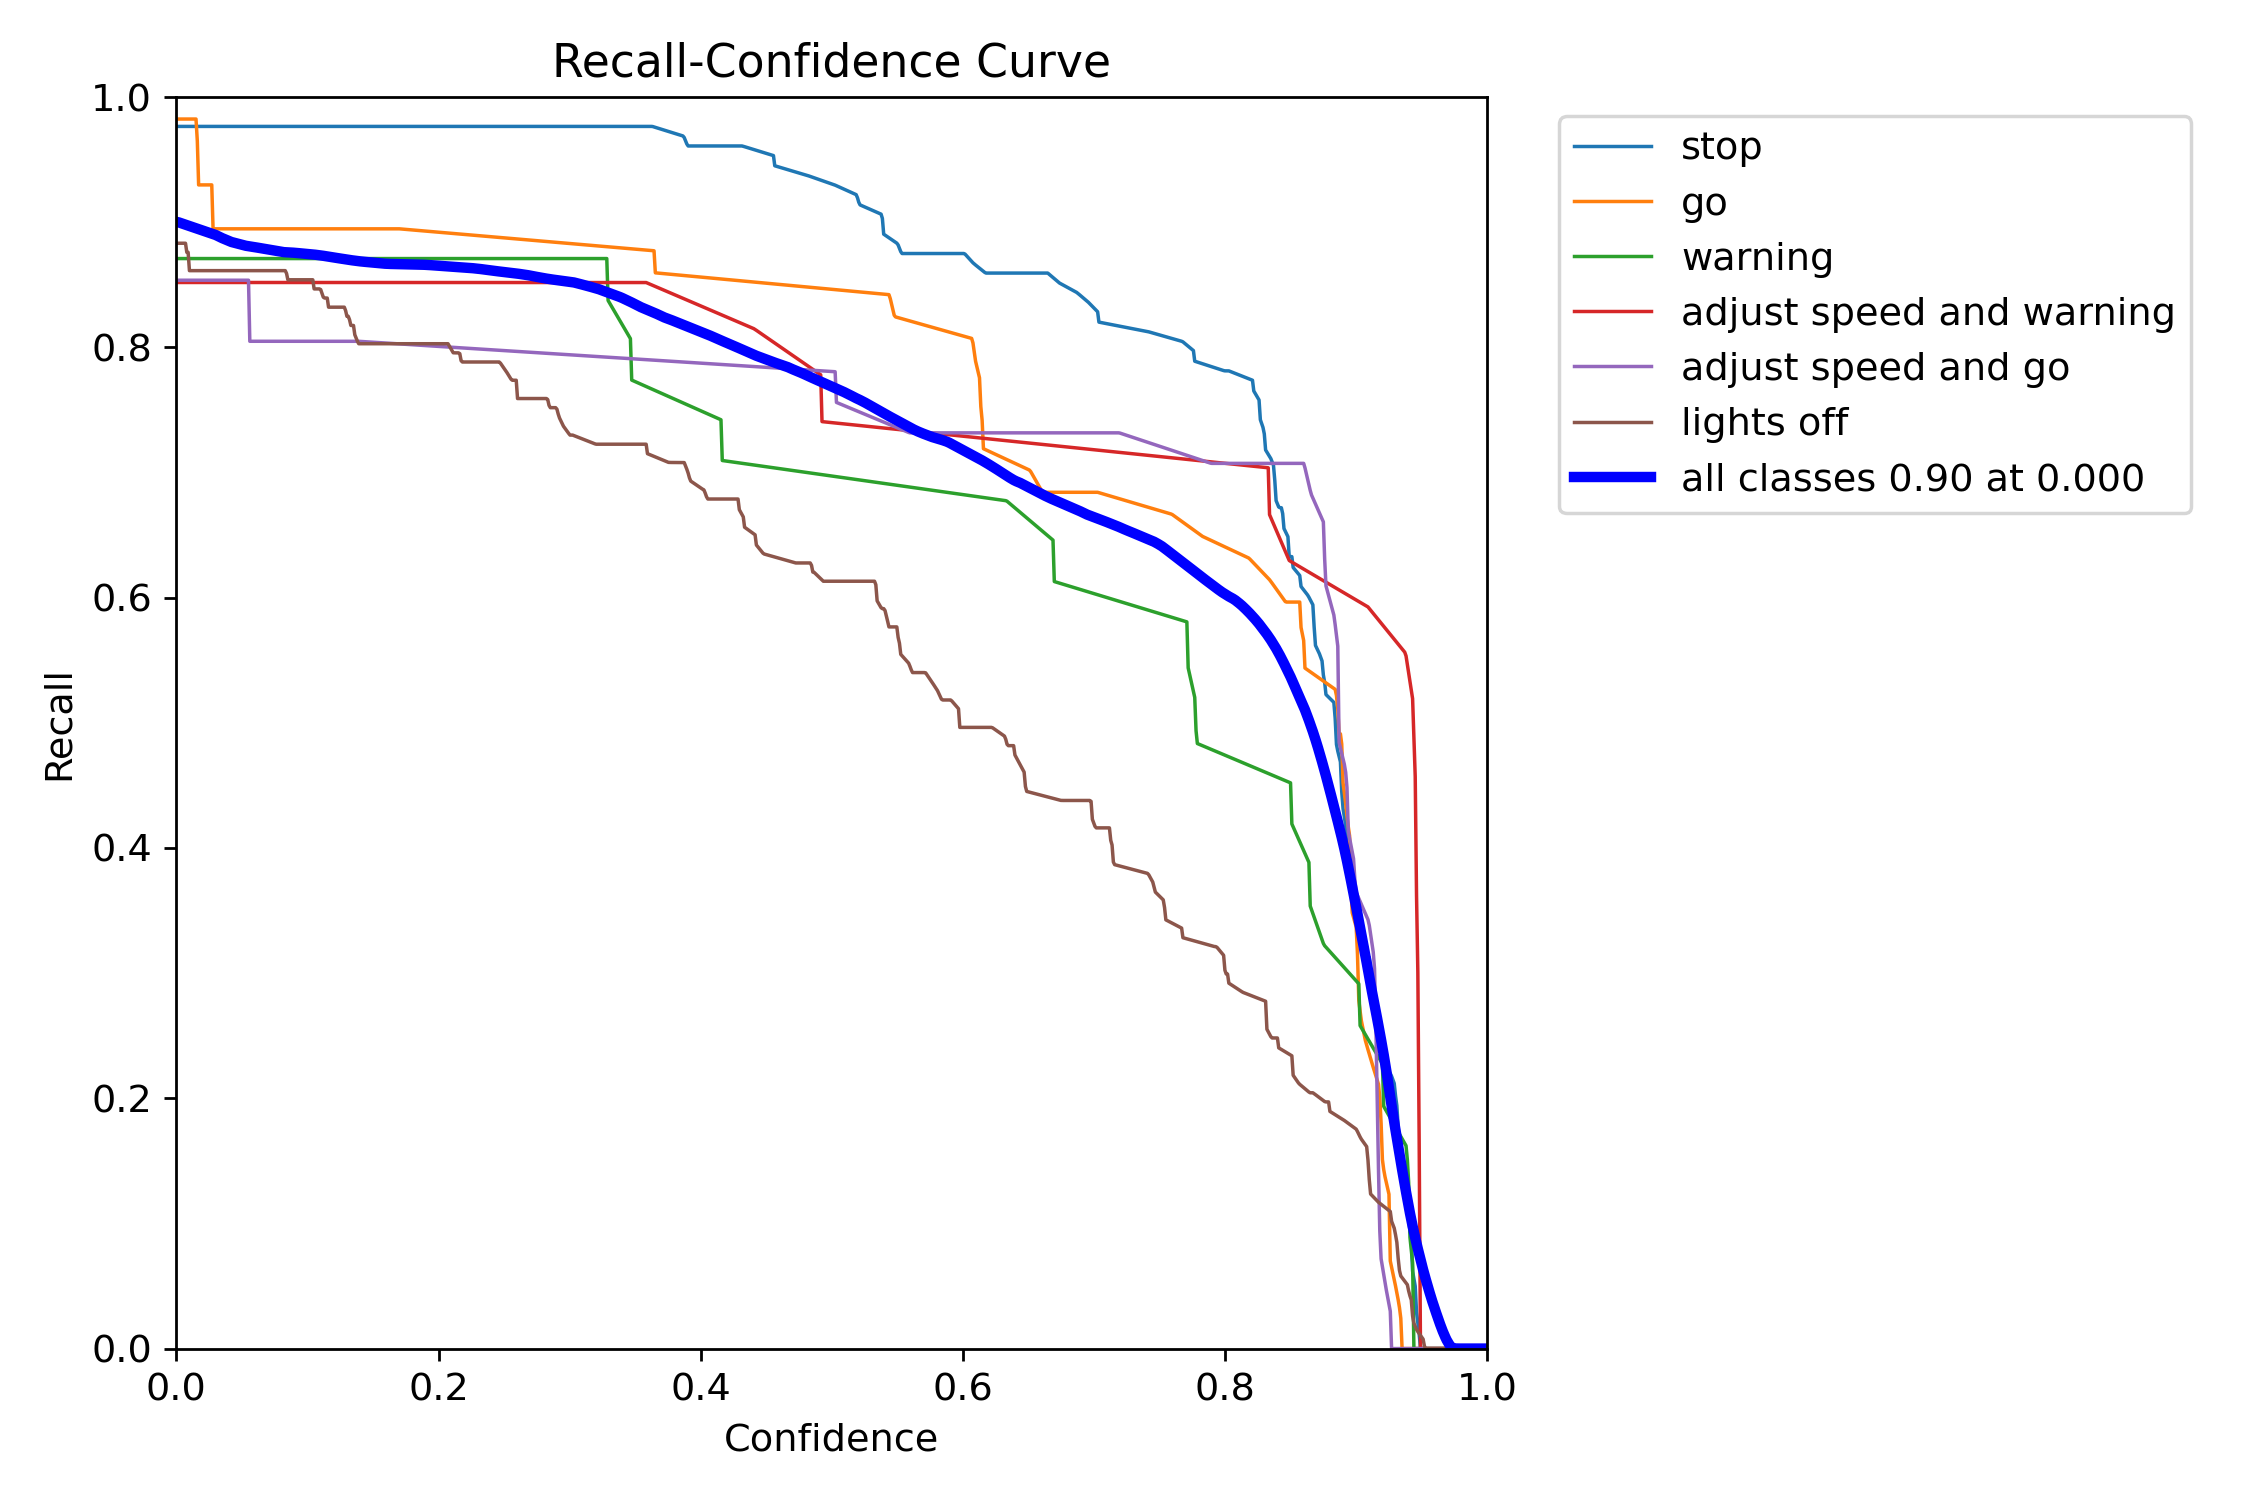 Recall-Confidence Curve
1.0
0.8
0.6
0.4
0.2
0.0
Recall
0.0 0.2 0.4 0.6 0.8 1.0
Confidence
stop
go
warning
adjust speed and warning
adjust speed and go
lights off
all classes 0.90 at 0.000